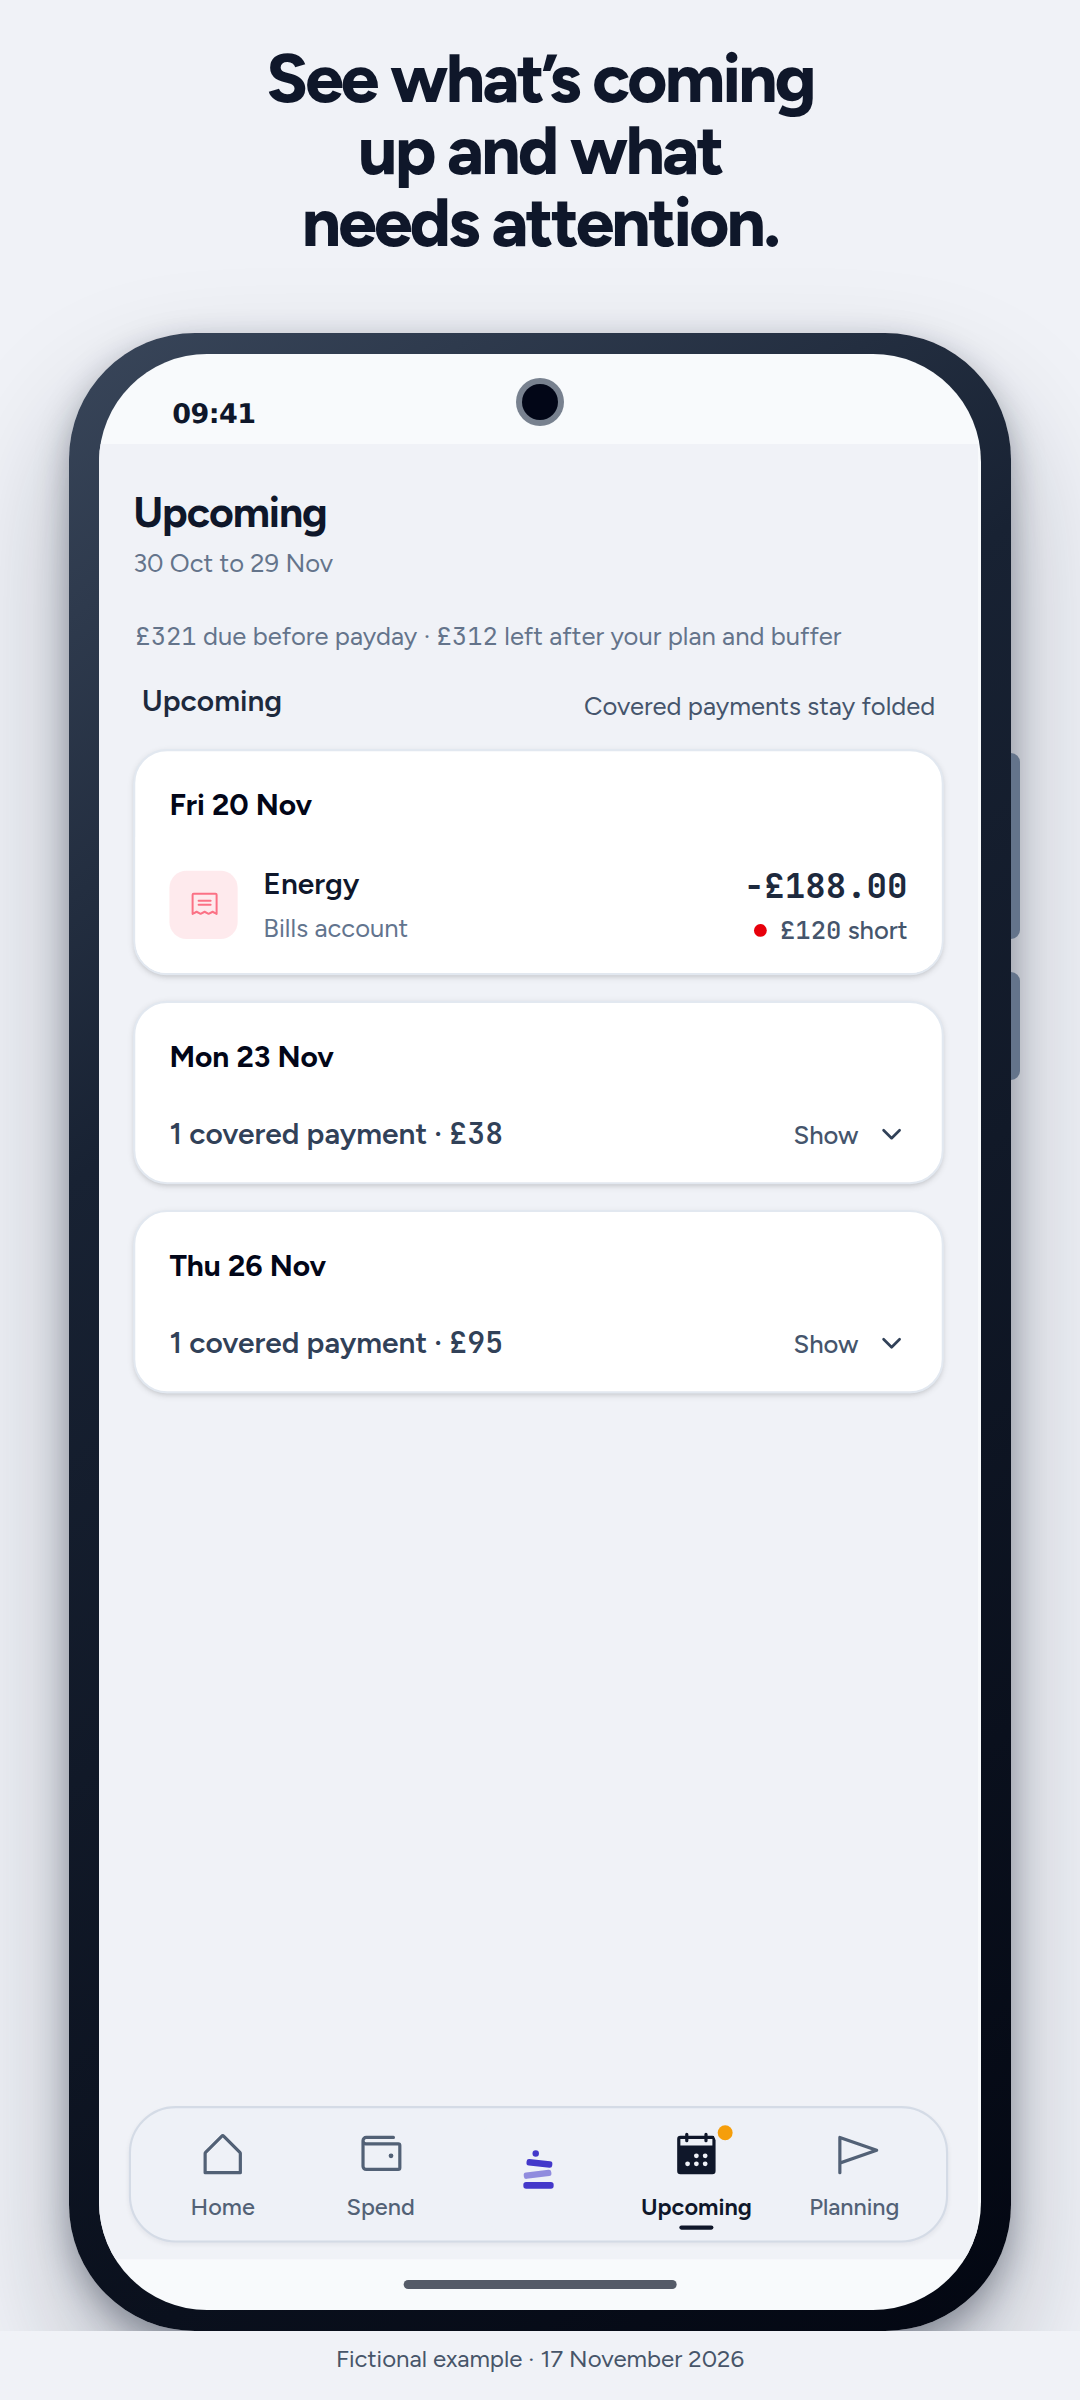 See what’s coming
up and what
needs attention.
09:41
Upcoming
30 Oct to 29 Nov
£321 due before payday · £312 left after your plan and buffer
Upcoming
Covered payments stay folded
Fri 20 Nov
Energy
-£188.00
Bills account
£120 short
Mon 23 Nov
1 covered payment · £38
Show
Thu 26 Nov
1 covered payment · £95
Show
Home
Spend
Upcoming
Planning
Fictional example · 17 November 2026